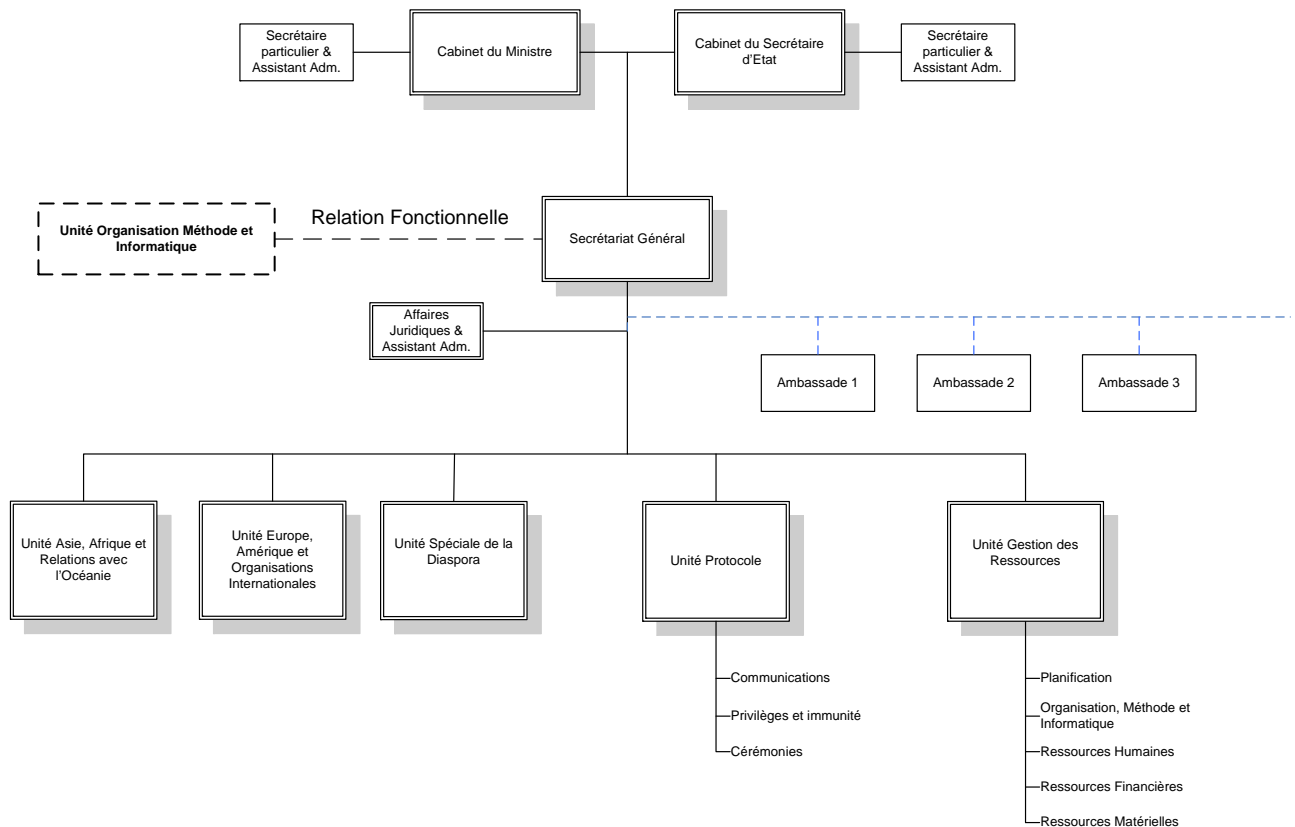 Secrétaire
particulier &
Assistant Adm.
Cabinet du Ministre
Cabinet du Secrétaire
d'Etat
Secrétaire
particulier &
Assistant Adm.
Relation Fonctionnelle
Unité Organisation Méthode et
Informatique
Secrétariat Général
Affaires
Juridiques &
Assistant Adm.
Ambassade 1
Ambassade 2
Ambassade 3
Unité Asie, Afrique et
Relations avec
l'Océanie
Unité Europe,
Amérique et
Organisations
Internationales
Unité Spéciale de la
Diaspora
Unité Protocole
Unité Gestion des
Ressources
Communications
Privilèges et immunité
Cérémonies
Planification
Organisation, Méthode et
Informatique
Ressources Humaines
Ressources Financières
Ressources Matérielles